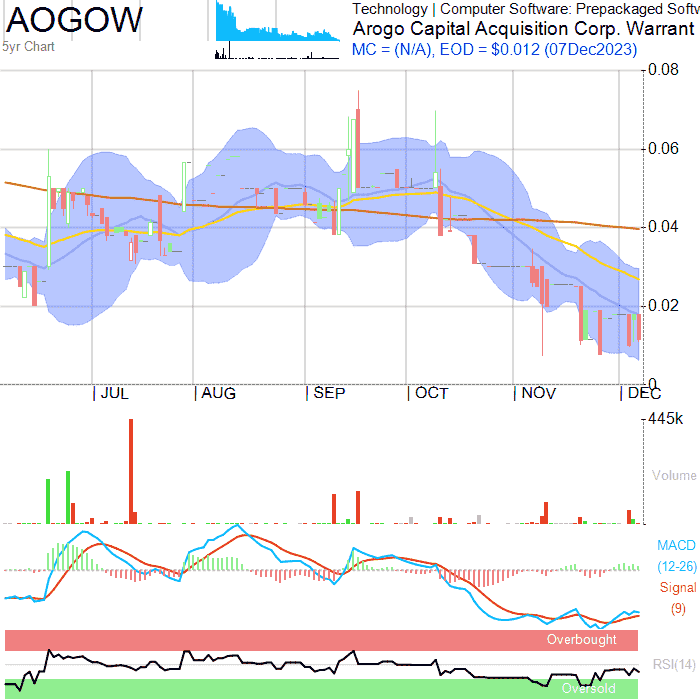 AOGOW
5yr Chart
Technology | Computer Software: Prepackaged Softw
Arogo Capital Acquisition Corp. Warrant
MC = (N/A), EOD = $0.012 (07Dec2023)
0.08
0.06
0.04
0.02
0
JUL AUG SEP OCT NOV DEC
445k
Volume
MACD
(12-26)
Signal
(9)
Overbought
RSI(14)
Oversold